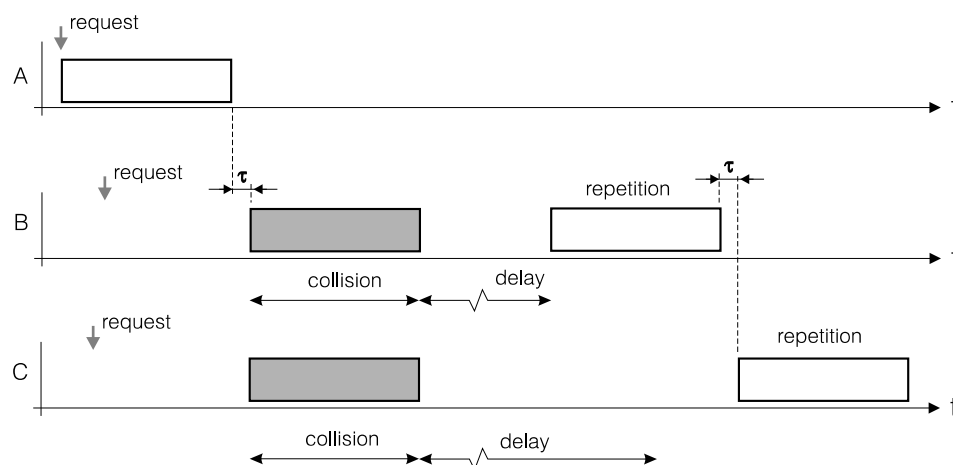 request
A
request
τ
τ
repetition
B
collision
delay
request
repetition
C
t
collision
delay